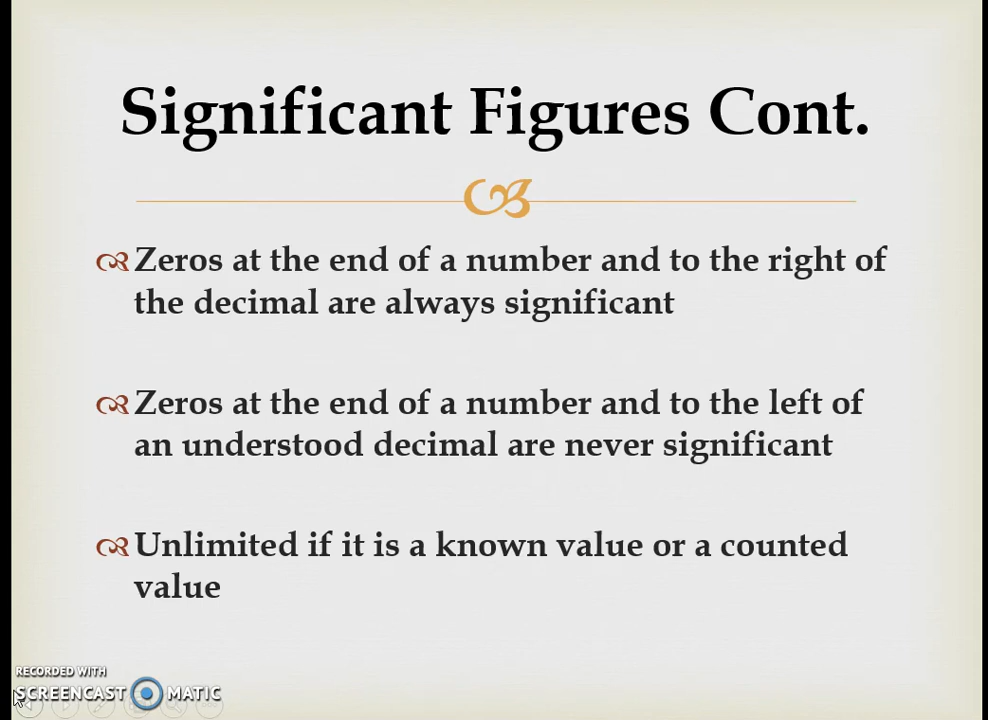 Significant Figures Cont.
Zeros at the end of a number and to the right of
the decimal are always significant
Zeros at the end of a number and to the left of
an understood decimal are never significant
Unlimited if it is a known value or a counted
value
RECORDED WITH
SCREENCAST MATIC